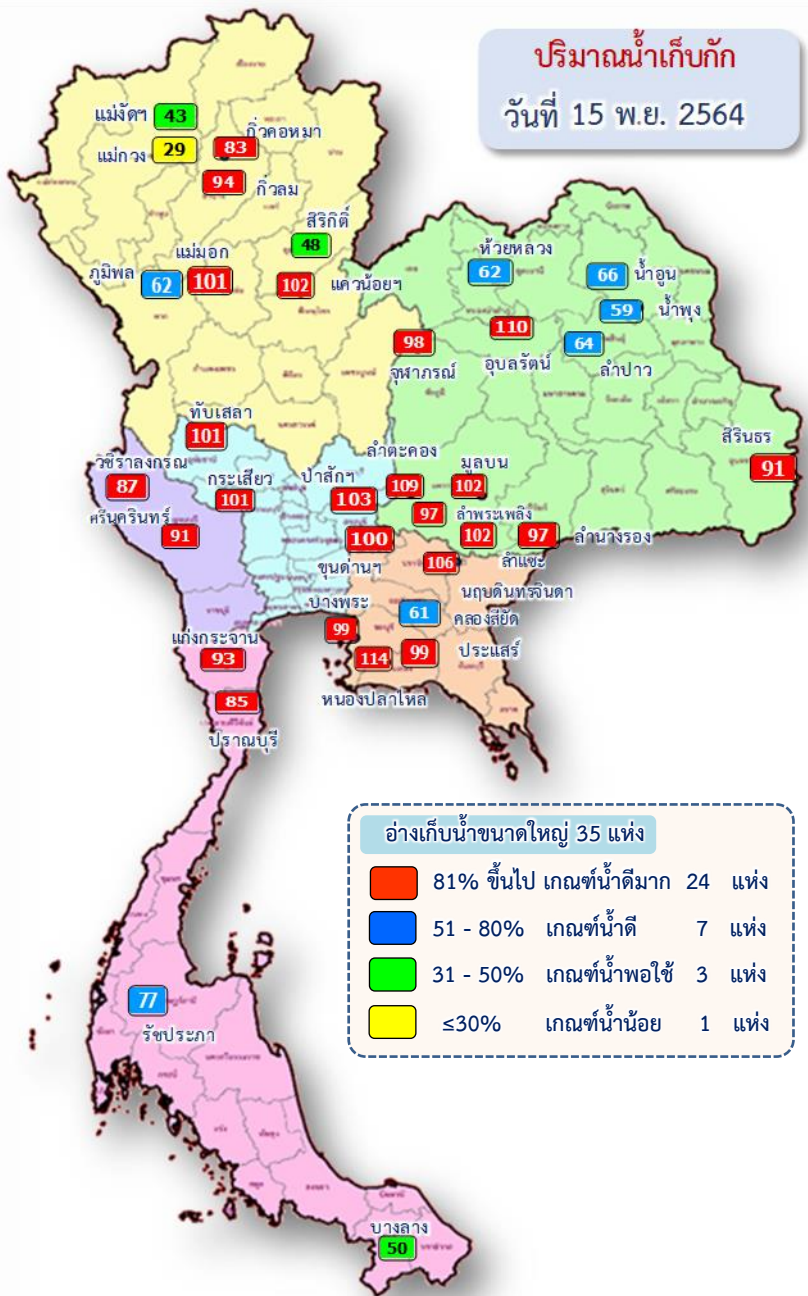 ปริมาณน้ำเก็บกัก
วันที่ 15 พ.ย. 2564
แม่งัดฯ 43
กิ่วคอหมา
แม่กวง 29 83
94 กิ่วลม
สิริกิติ์
48
แม่มอก
ภูมิพล
62 101 102 แควน้อยฯ
ห้วยหลวง
62 66 น้ำอูน
59 น้ำพุง
110
98 64
จุฬาภรณ์ อุบลรัตน์ ลำปาว
ทับเสลา
101
สิรินธร
91
วชิราลงกรณ
87
กระเสียว
101
ป่าสักฯ
103
ลำตะคอง
109
มูลบน
102
97 ลำพระเพลิง
ศรีนครินทร์
91
100
ขุนด่านฯ
102
ลำแซะ
97 ลำนางรอง
106
นฤบดินทรจินดา
บางพระ
99
61 คลองสียัด
แก่งกระจาน
93
114 99 ประแสร์
หนองปลาไหล
85
ปราณบุรี
อ่างเก็บน้ำขนาดใหญ่ 35 แห่ง
81% ขึ้นไป เกณฑ์น้ำดีมาก 24 แห่ง
51 - 80% เกณฑ์น้ำดี 7 แห่ง
31 - 50% เกณฑ์น้ำพอใช้ 3 แห่ง
≤30% เกณฑ์น้ำน้อย 1 แห่ง
77
รัชประภา
บางลาง
50